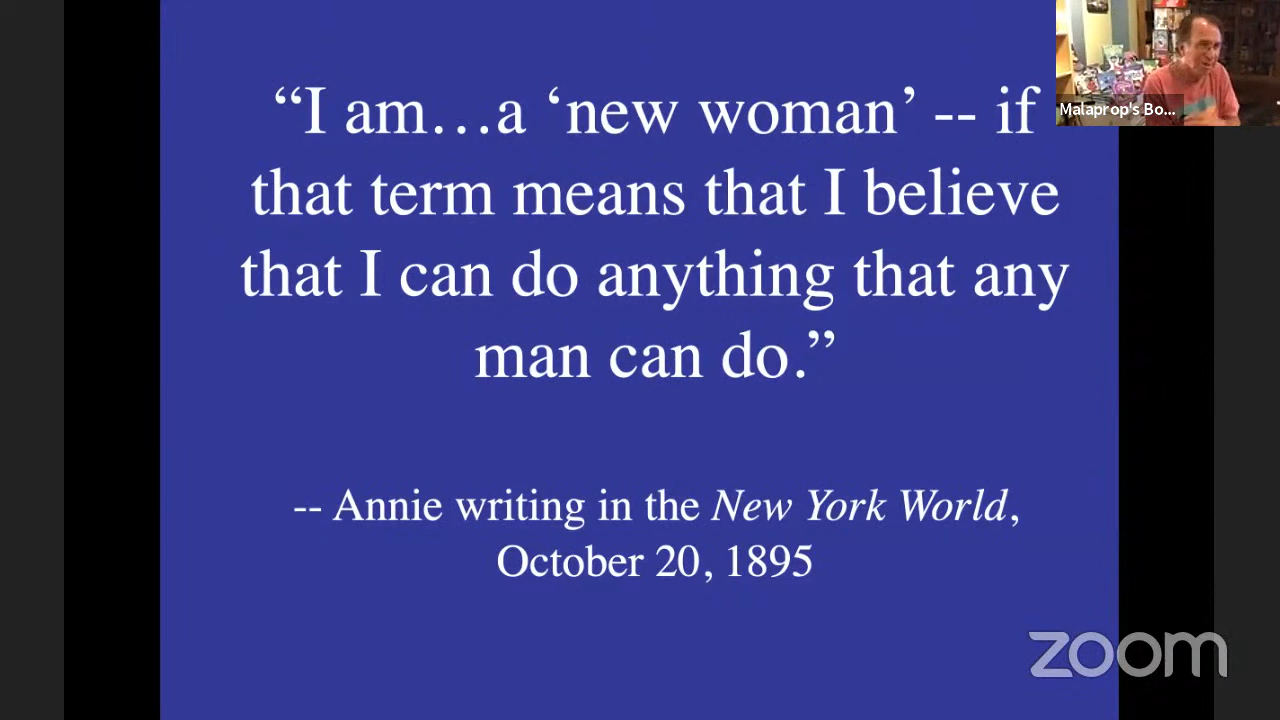 “I am…a ‘new woman’ -- if
that term means that I believe
that I can do anything that any
man can do.”
-- Annie writing in the New York World,
October 20, 1895
Malaprop's Bo...
zoom